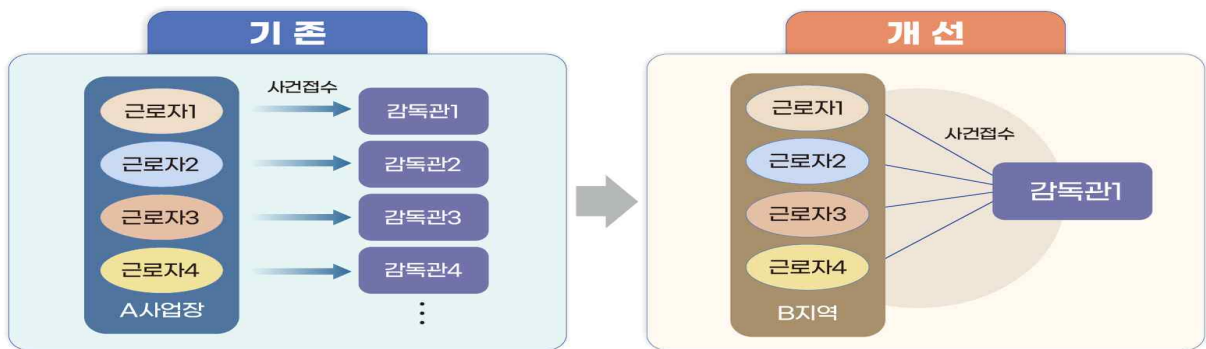 기 존
사건접수
근로자1
감독관1
근로자2
감독관2
근로자3
감독관3
근로자4
감독관4
A사업장
⋮
개 선
근로자1
사건접수
근로자2
감독관1
근로자3
근로자4
B지역